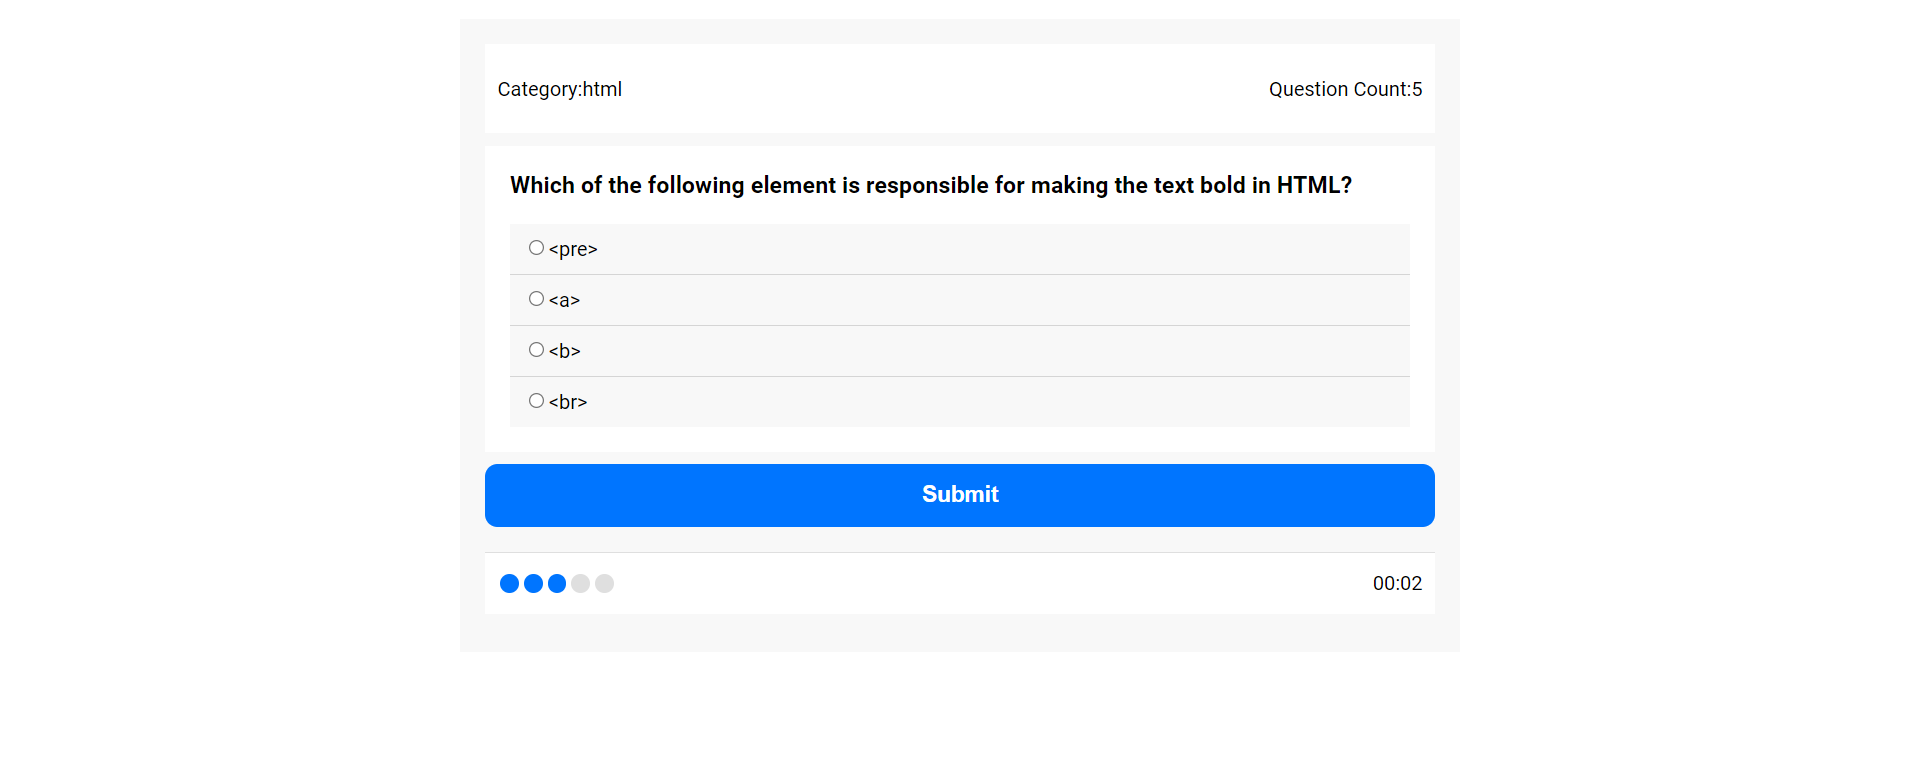 Category:html
Question Count:5
Which of the following element is responsible for making the text bold in HTML?
<pre>
<a>
<b>
<br>
Submit
00:02